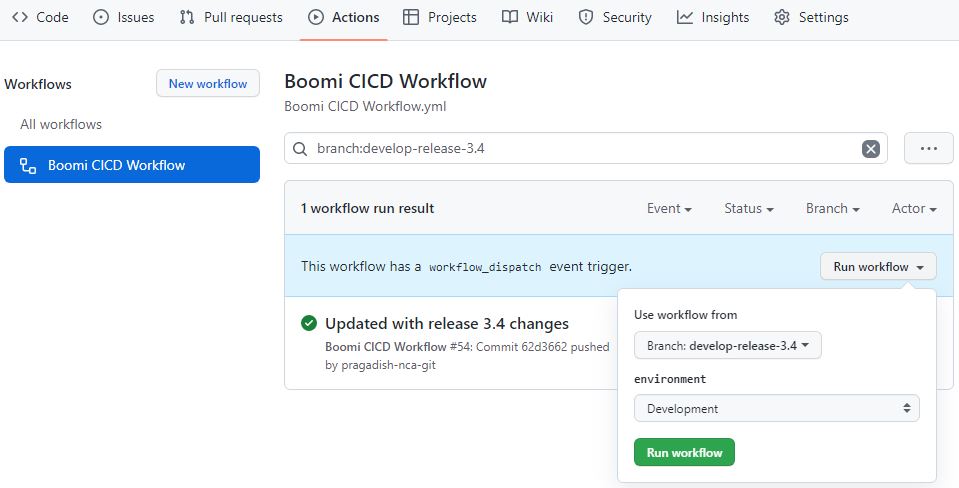 Code Issues Pull requests Actions Projects Wiki Security Insights Settings
Workflows New workflow
All workflows
Boomi CICD Workflow
Boomi CICD Workflow
Boomi CICD Workflow.yml
branch:develop-release-3.4
1 workflow run result Event Status Branch Actor
This workflow has a workflow_dispatch event trigger. Run workflow
Updated with release 3.4 changes
Boomi CICD Workflow #54: Commit 62d3662 pushed
by pragadish-nca-git
Use workflow from
Branch: develop-release-3.4
environment
Development
Run workflow